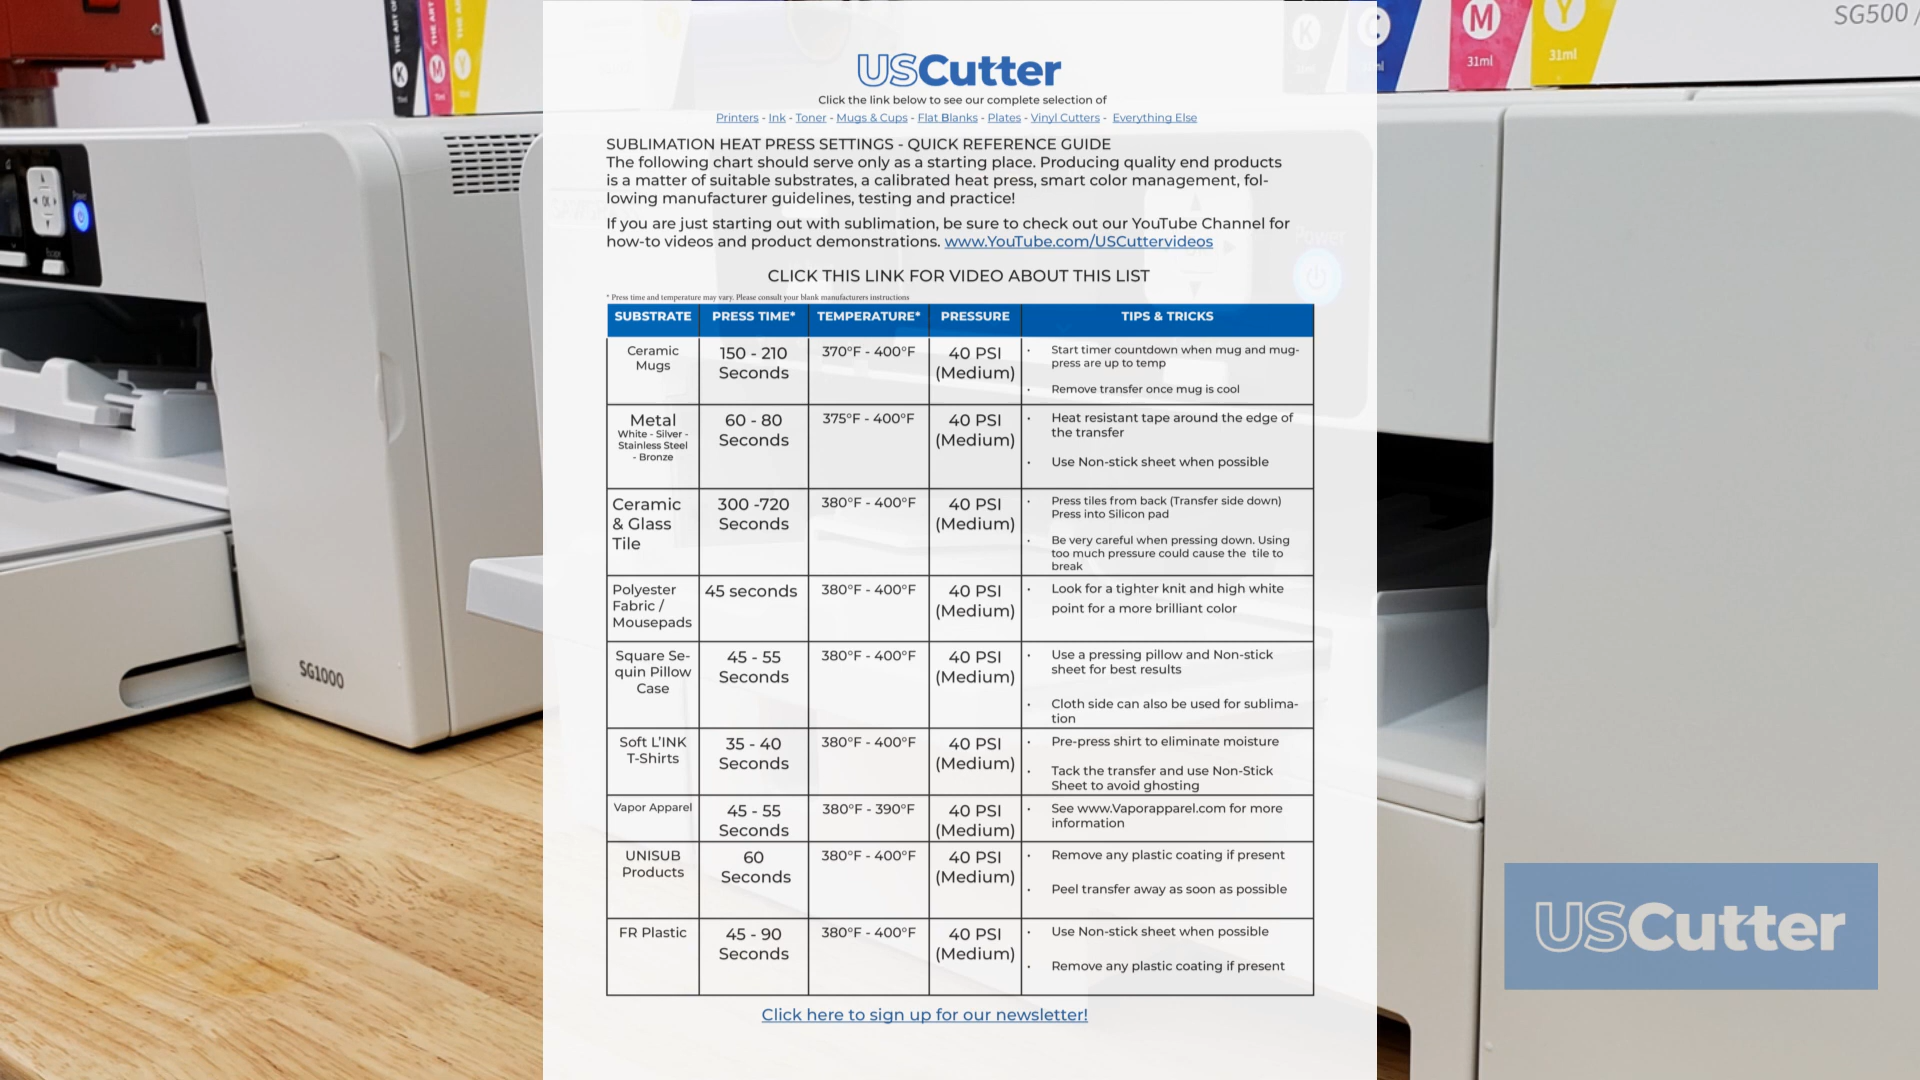 THE ART OF
K
M
Y
K
C
M
31ml
Y
31ml
SG500 /
Power
OK
Escape
SG1000
USCutter
Click the link below to see our complete selection of
Printers - Ink - Toner - Mugs & Cups - Flat Blanks - Plates - Vinyl Cutters - Everything Else
SUBLIMATION HEAT PRESS SETTINGS - QUICK REFERENCE GUIDE
The following chart should serve only as a starting place. Producing quality end products
is a matter of suitable substrates, a calibrated heat press, smart color management, fol-
lowing manufacturer guidelines, testing and practice!
If you are just starting out with sublimation, be sure to check out our YouTube Channel for
how-to videos and product demonstrations. www.YouTube.com/USCuttervideos
CLICK THIS LINK FOR VIDEO ABOUT THIS LIST
* Press time and temperature may vary. Please consult your blank manufacturers instructions
SUBSTRATE PRESS TIME* TEMPERATURE* PRESSURE TIPS & TRICKS
Ceramic
Mugs
150 - 210
Seconds
370°F - 400°F
40 PSI
(Medium)
· Start timer countdown when mug and mug-
press are up to temp
· Remove transfer once mug is cool
Metal
White - Silver -
Stainless Steel
- Bronze
60 - 80
Seconds
375°F - 400°F
40 PSI
(Medium)
· Heat resistant tape around the edge of
the transfer
· Use Non-stick sheet when possible
Ceramic
& Glass
Tile
300 -720
Seconds
380°F - 400°F
40 PSI
(Medium)
· Press tiles from back (Transfer side down)
Press into Silicon pad
· Be very careful when pressing down. Using
too much pressure could cause the tile to
break
Polyester
Fabric /
Mousepads
45 seconds
380°F - 400°F
40 PSI
(Medium)
· Look for a tighter knit and high white
point for a more brilliant color
Square Se-
quin Pillow
Case
45 - 55
Seconds
380°F - 400°F
40 PSI
(Medium)
· Use a pressing pillow and Non-stick
sheet for best results
· Cloth side can also be used for sublima-
tion
Soft L'INK
T-Shirts
35 - 40
Seconds
380°F - 400°F
40 PSI
(Medium)
· Pre-press shirt to eliminate moisture
· Tack the transfer and use Non-Stick
Sheet to avoid ghosting
Vapor Apparel
45 - 55
Seconds
380°F - 390°F
40 PSI
(Medium)
· See www.Vaporapparel.com for more
information
UNISUB
Products
60
Seconds
380°F - 400°F
40 PSI
(Medium)
· Remove any plastic coating if present
· Peel transfer away as soon as possible
FR Plastic
45 - 90
Seconds
380°F - 400°F
40 PSI
(Medium)
· Use Non-stick sheet when possible
· Remove any plastic coating if present
Click here to sign up for our newsletter!
USCutter